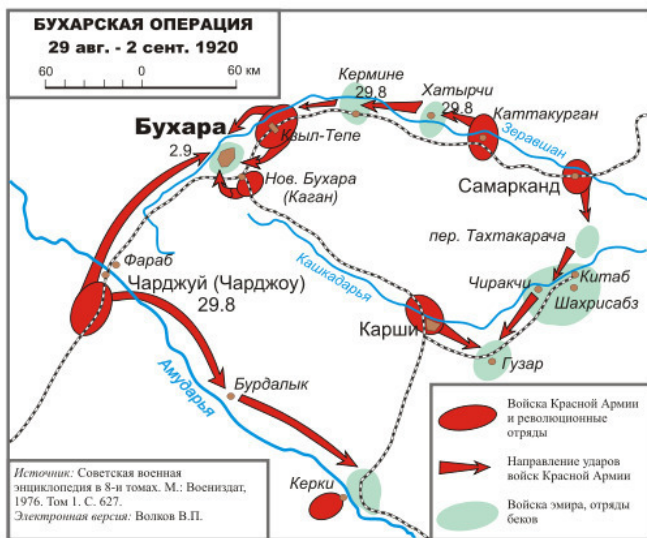 БУХАРСКАЯ ОПЕРАЦИЯ
29 авг. - 2 сент. 1920
60 0 60 км
Кермине
29.8
Хатырчи
29.8
Каттакурган
Зеравшан
Бухара
2.9
Квыл-Тепе
Нов. Бухара
(Каган)
Самарканд
пер. Тахтакарача
Фараб
Чарджуй (Чарджоу)
29.8
Кашкадарья
Чиракчи
Китаб
Шахрисабз
Карши
Гузар
Амударья
Бурдалык
Керки
Войска Красной Армии
и революционные
отряды
Направление ударов
войск Красной Армии
Войска эмира, отряды
беков
Источник: Советская военная
энциклопедия в 8-и томах. М.: Воениздат,
1976. Том 1. С. 627.
Электронная версия: Волков В.П.